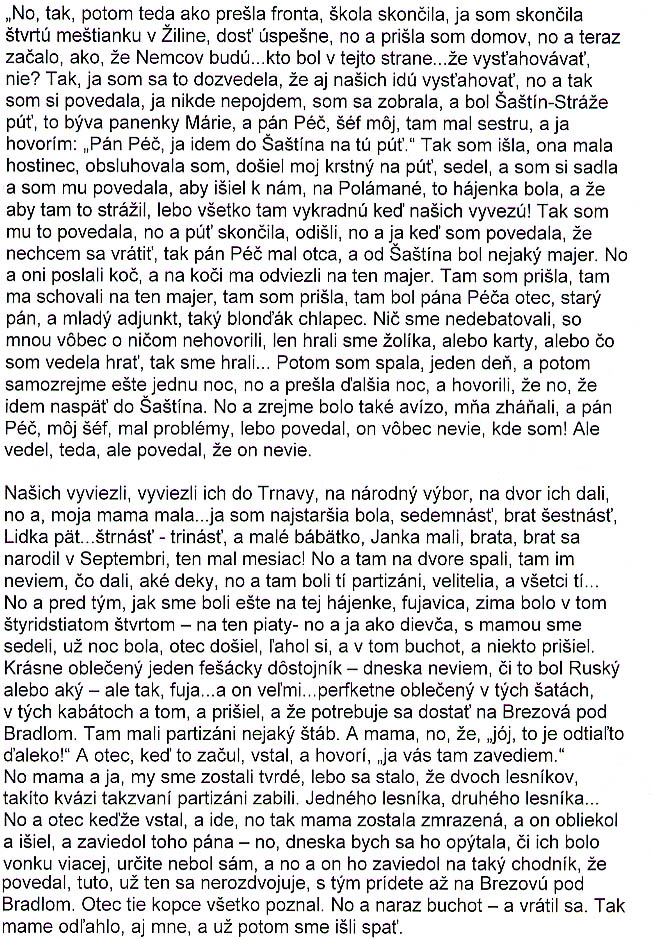 „No, tak, potom teda ako prešla fronta, škola skončila, ja som skončila
štvrtú meštianku v Žiline, dosť úspešne, no a prišla som domov, no a teraz
začalo, ako, že Nemcov budú...kto bol v tejto strane...že vysťahovávať,
nie? Tak, ja som sa to dozvedela, že aj našich idú vysťahovať, no a tak
som si povedala, ja nikde nepojdem, som sa zobrala, a bol Šaštín-Stráže
púť, to býva panenky Márie, a pán Péč, šéf môj, tam mal sestru, a ja
hovorím: „Pán Péč, ja idem do Šaštína na tú púť.“ Tak som išla, ona mala
hostinec, obsluhovala som, došiel moj krstný na púť, sedel, a som si sadla
a som mu povedala, aby išiel k nám, na Polámané, to hájenka bola, a že
aby tam to strážil, lebo všetko tam vykradnú keď našich vyvezú! Tak som
mu to povedala, no a púť skončila, odišli, no a ja keď som povedala, že
nechcem sa vrátiť, tak pán Péč mal otca, a od Šaštína bol nejaký majer. No
a oni poslali koč, a na koči ma odviezli na ten majer. Tam som prišla, tam
ma schovali na ten majer, tam som prišla, tam bol pána Péča otec, starý
pán, a mladý adjunkt, taký blonďák chlapec. Nič sme nedebatovali, so
mnou vôbec o ničom nehovorili, len hrali sme žolíka, alebo karty, alebo čo
som vedela hrať, tak sme hrali... Potom som spala, jeden deň, a potom
samozrejme ešte jednu noc, no a prešla ďalšia noc, a hovorili, že no, že
idem naspäť do Šaštína. No a zrejme bolo také avízo, mňa zháňali, a pán
Péč, môj šéf, mal problémy, lebo povedal, on vôbec nevie, kde som! Ale
vedel, teda, ale povedal, že on nevie.

Našich vyviezli, vyviezli ich do Trnavy, na národný výbor, na dvor ich dali,
no a, moja mama mala...ja som najstaršia bola, sedemnásť, brat šestnásť,
Lidka päť...štrnásť - trinásť, a malé bábätko, Janka mali, brata, brat sa
narodil v Septembri, ten mal mesiac! No a tam na dvore spali, tam im
neviem, čo dali, aké deky, no a tam boli tí partizáni, velitelia, a všetci tí...
No a pred tým, jak sme boli ešte na tej hájenke, fujavica, zima bolo v tom
štyridstiatom štvrtom – na ten piaty- no a ja ako dievča, s mamou sme
sedeli, už noc bola, otec došiel, ľahol si, a v tom buchot, a niekto prišiel.
Krásne oblečený jeden fešácky dôstojník – dneska neviem, či to bol Ruský
alebo aký – ale tak, fuja...a on veľmi...perfketne oblečený v tých šatách,
v tých kabátoch a tom, a prišiel, a že potrebuje sa dostať na Brezová pod
Bradlom. Tam mali partizáni nejaký štáb. A mama, no, že, „jój, to je odtiaľto
ďaleko!“ A otec, keď to začul, vstal, a hovorí, „ja vás tam zavediem.“
No mama a ja, my sme zostali tvrdé, lebo sa stalo, že dvoch lesníkov,
takíto kvázi takzvaní partizáni zabili. Jedného lesníka, druhého lesníka...
No a otec keďže vstal, a ide, no tak mama zostala zmrazená, a on obliekol
a išiel, a zaviedol toho pána – no, dneska bych sa ho opýtala, či ich bolo
vonku viacej, určite nebol sám, a no a on ho zaviedol na taký chodník, že
povedal, tuto, už ten sa nerozdvojuje, s tým prídete až na Brezovú pod
Bradlom. Otec tie kopce všetko poznal. No a naraz buchot – a vrátil sa. Tak
mame odľahlo, aj mne, a už potom sme išli spať.